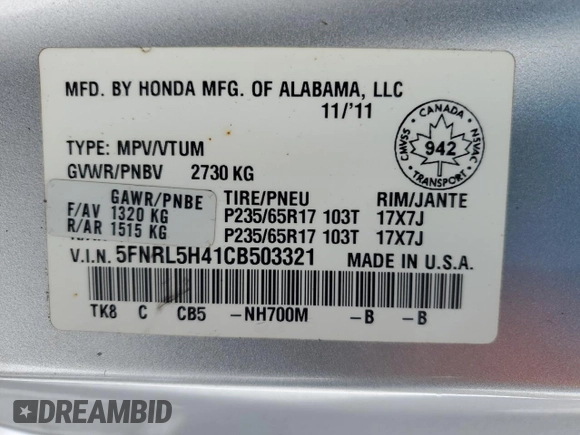 MFD. BY HONDA MFG. OF ALABAMA, LLC
11/'11
CANADA
CMVSS 942 NSVAC
TRANSPORT
TYPE: MPV/VTUM
GVWR/PNBV 2730 KG
GAWR/PNBE TIRE/PNEU RIM/JANTE
F/AV 1320 KG P235/65R17 103T 17X7J
R/AR 1515 KG P235/65R17 103T 17X7J
V.I.N. 5FNRL5H41CB503321 MADE IN U.S.A.
TK8 C CB5 -NH700M -B -B
DREAMBID